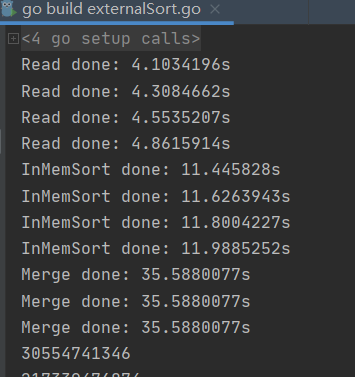 go build externalSort.go
<4 go setup calls>
Read done: 4.1034196s
Read done: 4.3084662s
Read done: 4.5535207s
Read done: 4.8615914s
InMemSort done: 11.445828s
InMemSort done: 11.6263943s
InMemSort done: 11.8004227s
InMemSort done: 11.9885252s
Merge done: 35.5880077s
Merge done: 35.5880077s
Merge done: 35.5880077s
30554741346